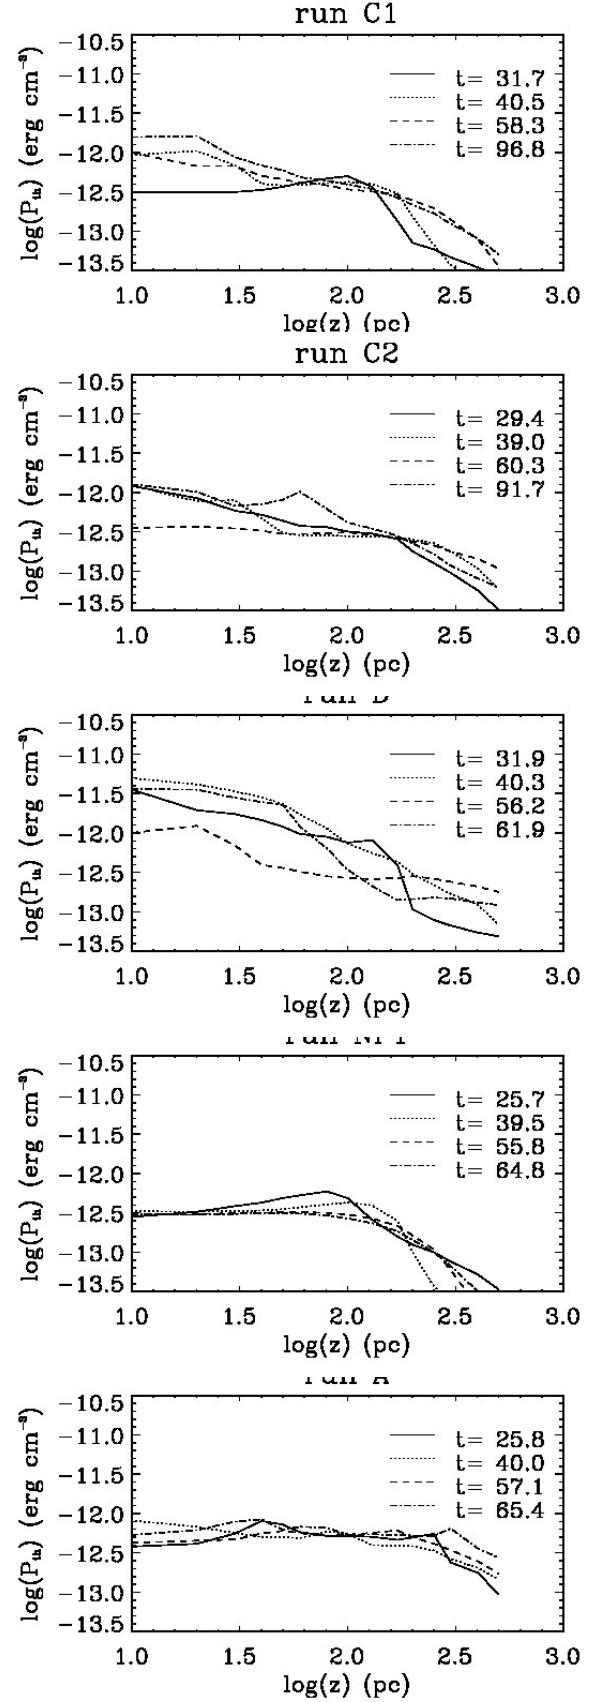 run C1
log(P_th) (erg cm^-3)
-10.5
-11.0
-11.5
-12.0
-12.5
-13.0
-13.5
t= 31.7
t= 40.5
t= 58.3
t= 96.8
1.0 1.5 2.0 2.5 3.0
log(z) (pc)
run C2
log(P_th) (erg cm^-3)
-10.5
-11.0
-11.5
-12.0
-12.5
-13.0
-13.5
t= 29.4
t= 39.0
t= 60.3
t= 91.7
1.0 1.5 2.0 2.5 3.0
log(z) (pc)
run D
log(P_th) (erg cm^-3)
-10.5
-11.0
-11.5
-12.0
-12.5
-13.0
-13.5
t= 31.9
t= 40.3
t= 56.2
t= 61.9
1.0 1.5 2.0 2.5 3.0
log(z) (pc)
run
log(P_th) (erg cm^-3)
-10.5
-11.0
-11.5
-12.0
-12.5
-13.0
-13.5
t= 25.7
t= 39.5
t= 55.8
t= 64.8
1.0 1.5 2.0 2.5 3.0
log(z) (pc)
run A
log(P_th) (erg cm^-3)
-10.5
-11.0
-11.5
-12.0
-12.5
-13.0
-13.5
t= 25.8
t= 40.0
t= 57.1
t= 65.4
1.0 1.5 2.0 2.5 3.0
log(z) (pc)